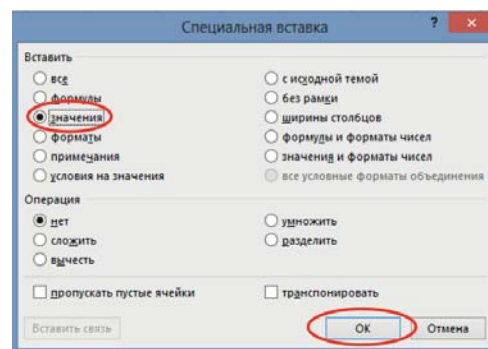 Специальная вставка ?
Вставить
все с исходной темой
формулы без рамки
значения ширины столбцов
форматы формулы и форматы чисел
примечания значения и форматы чисел
условия на значения все условные форматы объединения
Операция
нет умножить
сложить разделить
вычесть
пропускать пустые ячейки транспонировать
Вставить связь ОК Отмена